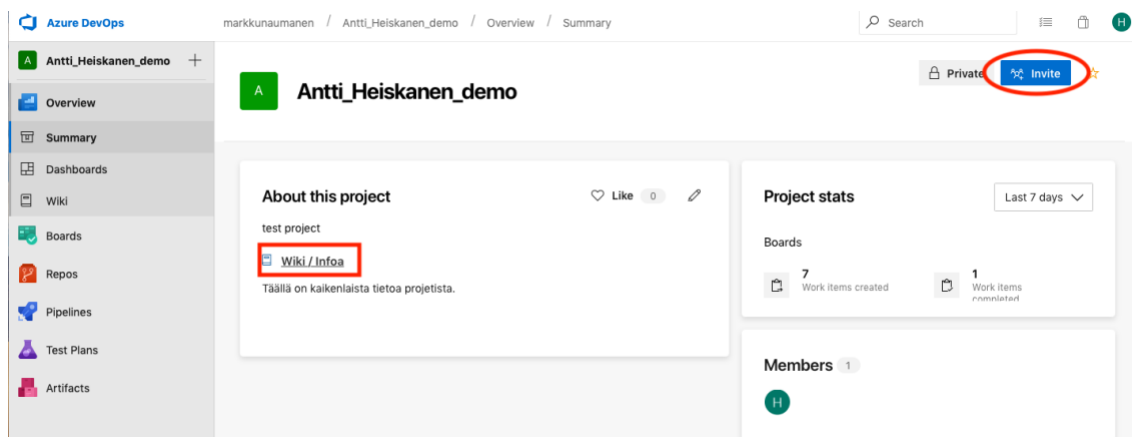 Azure DevOps
markkunaumanen / Antti_Heiskanen_demo / Overview / Summary
Search
H
A Antti_Heiskanen_demo +
Overview
Summary
Dashboards
Wiki
Boards
Repos
Pipelines
Test Plans
Artifacts
A Antti_Heiskanen_demo
Private
Invite
About this project
Like 0
test project
Wiki / Infoa
Täällä on kaikenlaista tietoa projetista.
Project stats
Last 7 days
Boards
7
Work items created
1
Work items
completed
Members 1
H